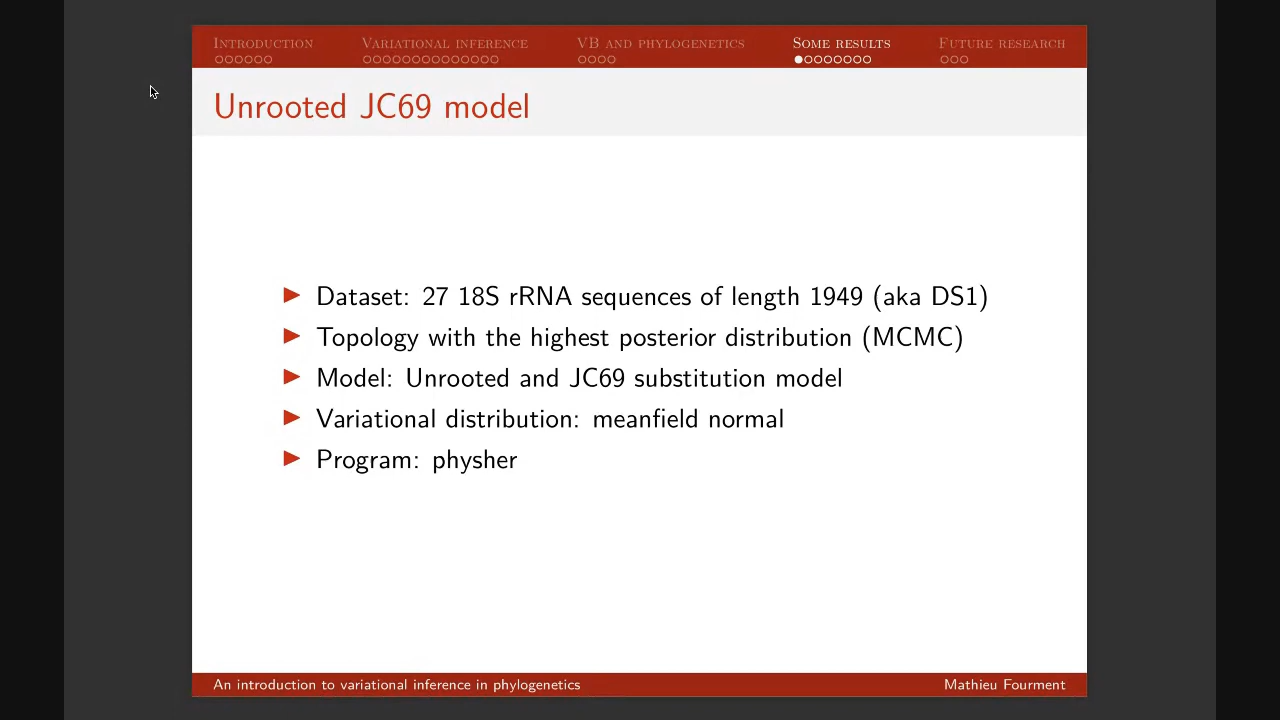 Introduction Variational inference VB and phylogenetics Some results Future research
Unrooted JC69 model
Dataset: 27 18S rRNA sequences of length 1949 (aka DS1)
Topology with the highest posterior distribution (MCMC)
Model: Unrooted and JC69 substitution model
Variational distribution: meanfield normal
Program: physher
An introduction to variational inference in phylogenetics Mathieu Fourment